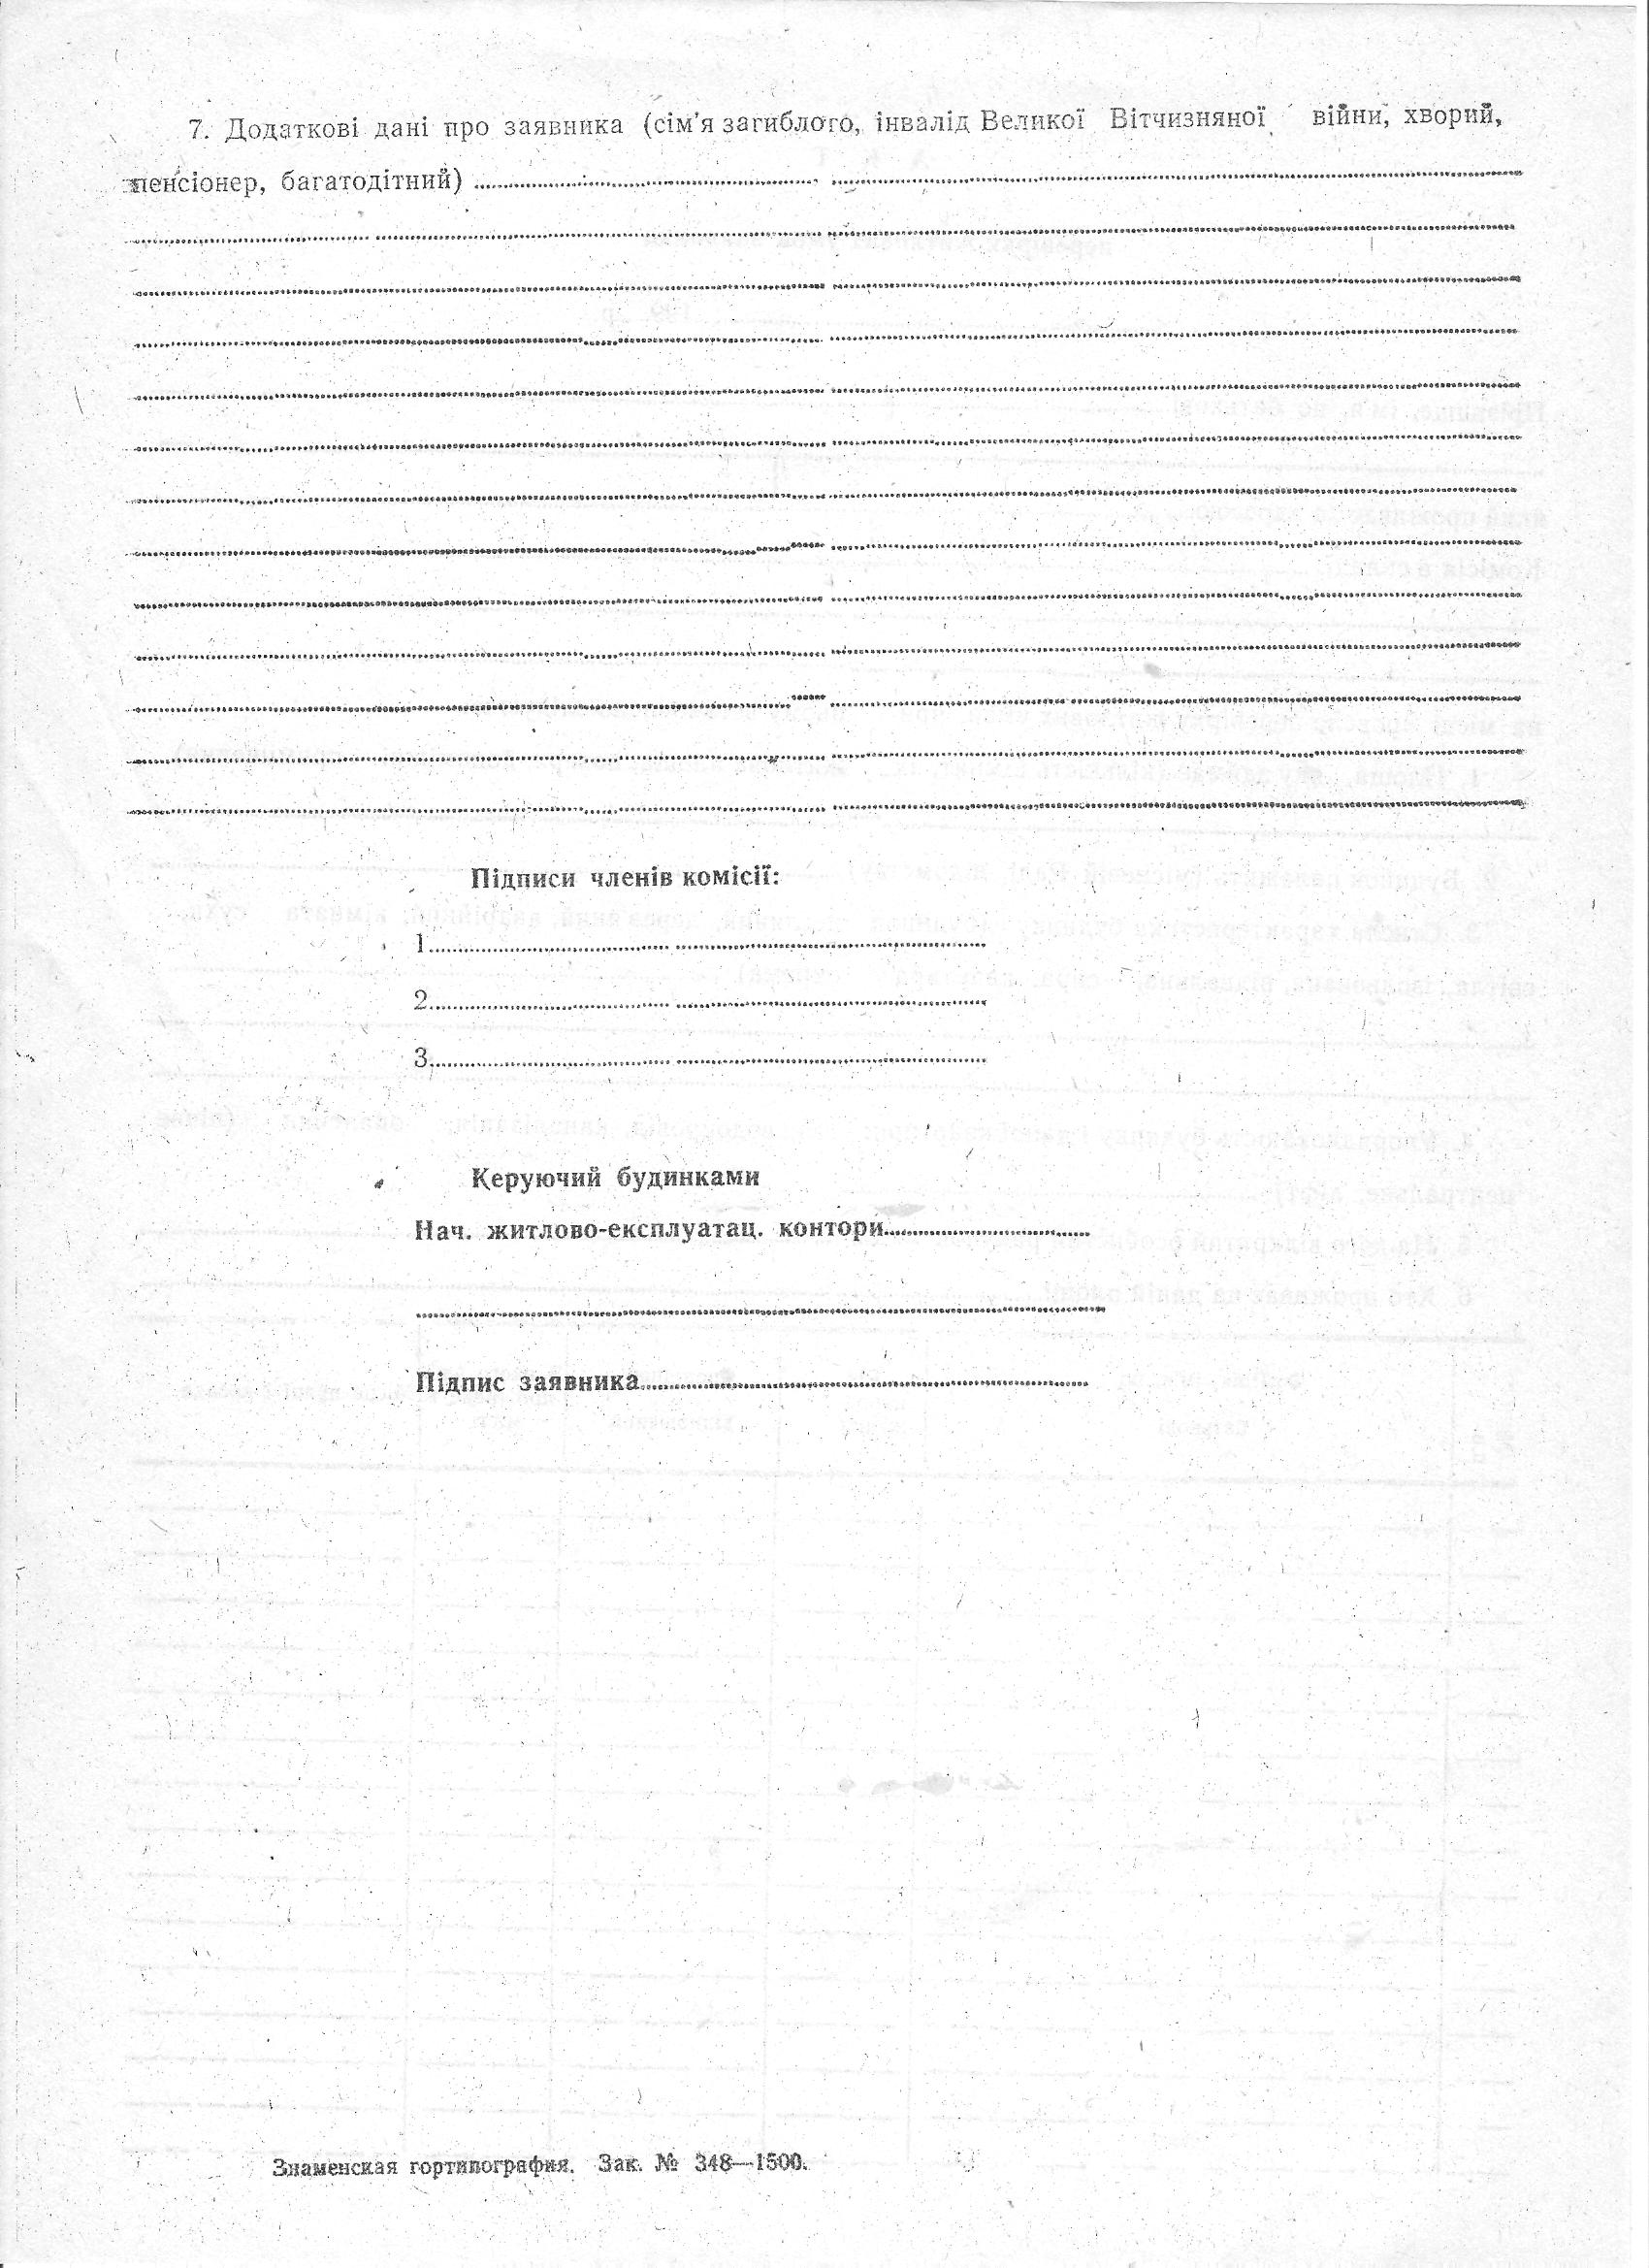 7. Додаткові дані про заявника (сім'я загиблого, інвалід Великої Вітчизняної війни, хворий,
пенсіонер, багатодітний)
Підписи членів комісії:
1
2
3
Керуючий будинками
Нач. житлово-експлуатац. контори
Підпис заявника
Знаменская гортипография. Зак. № 348—1500.